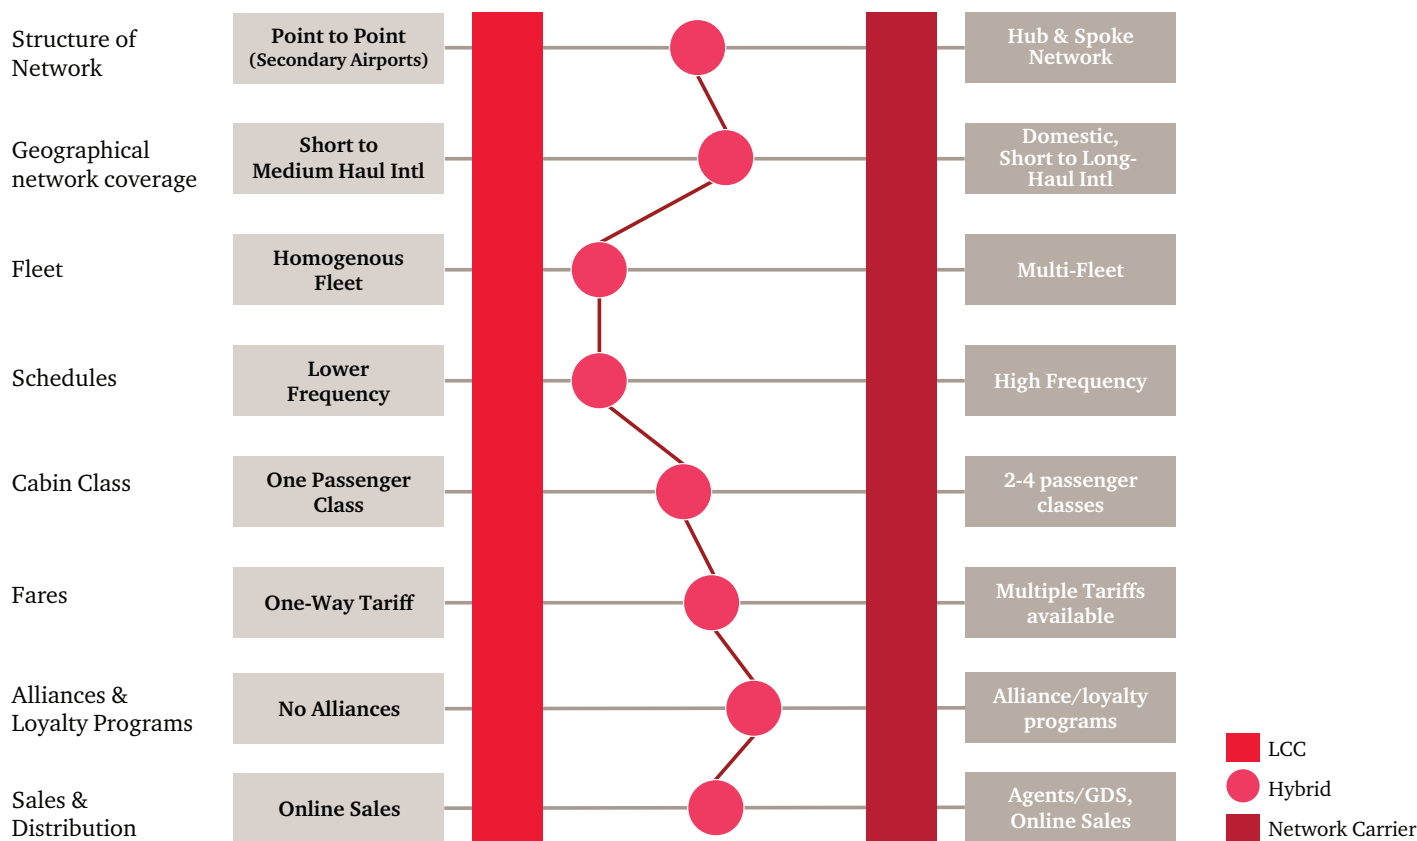 Structure of
Network
Point to Point
(Secondary Airports)
Hub & Spoke
Network
Geographical
network coverage
Short to
Medium Haul Intl
Domestic,
Short to Long-
Haul Intl
Fleet
Homogenous
Fleet
Multi-Fleet
Schedules
Lower
Frequency
High Frequency
Cabin Class
One Passenger
Class
2-4 passenger
classes
Fares
One-Way Tariff
Multiple Tariffs
available
Alliances &
Loyalty Programs
No Alliances
Alliance/loyalty
programs
Sales &
Distribution
Online Sales
Agents/GDS,
Online Sales
LCC
Hybrid
Network Carrier